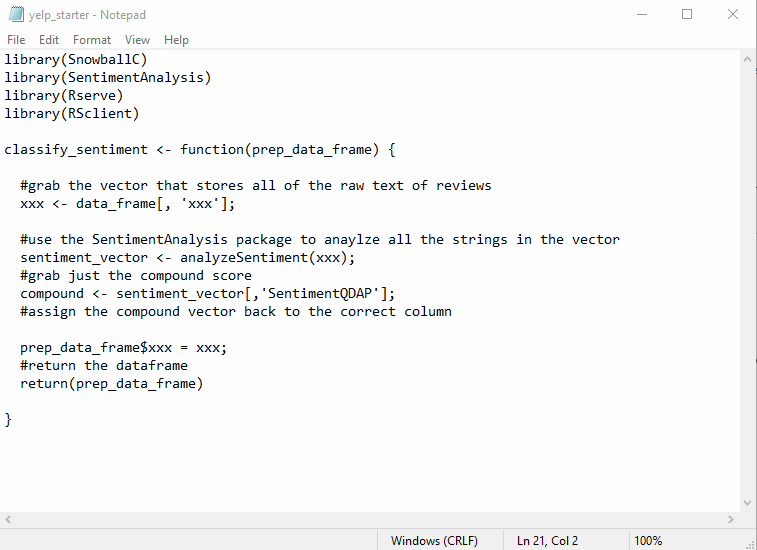 yelp_starter - Notepad
File Edit Format View Help
library(SnowballC)
library(SentimentAnalysis)
library(Rserve)
library(RSclient)
classify_sentiment <- function(prep_data_frame) {
#grab the vector that stores all of the raw text of reviews
xxx <- data_frame[, 'xxx'];
#use the SentimentAnalysis package to anaylze all the strings in the vector
sentiment_vector <- analyzeSentiment(xxx);
#grab just the compound score
compound <- sentiment_vector[,'SentimentQDAP'];
#assign the compound vector back to the correct column
prep_data_frame$xxx = xxx;
#return the dataframe
return(prep_data_frame)
}
Windows (CRLF) Ln 21, Col 2 100%